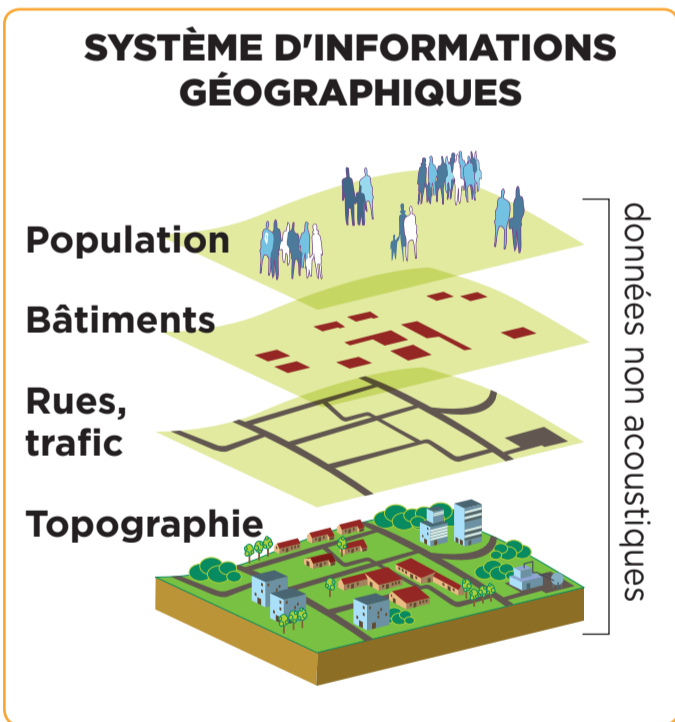 SYSTÈME D'INFORMATIONS
GÉOGRAPHIQUES
Population
Bâtiments
Rues,
trafic
Topographie
données non acoustiques